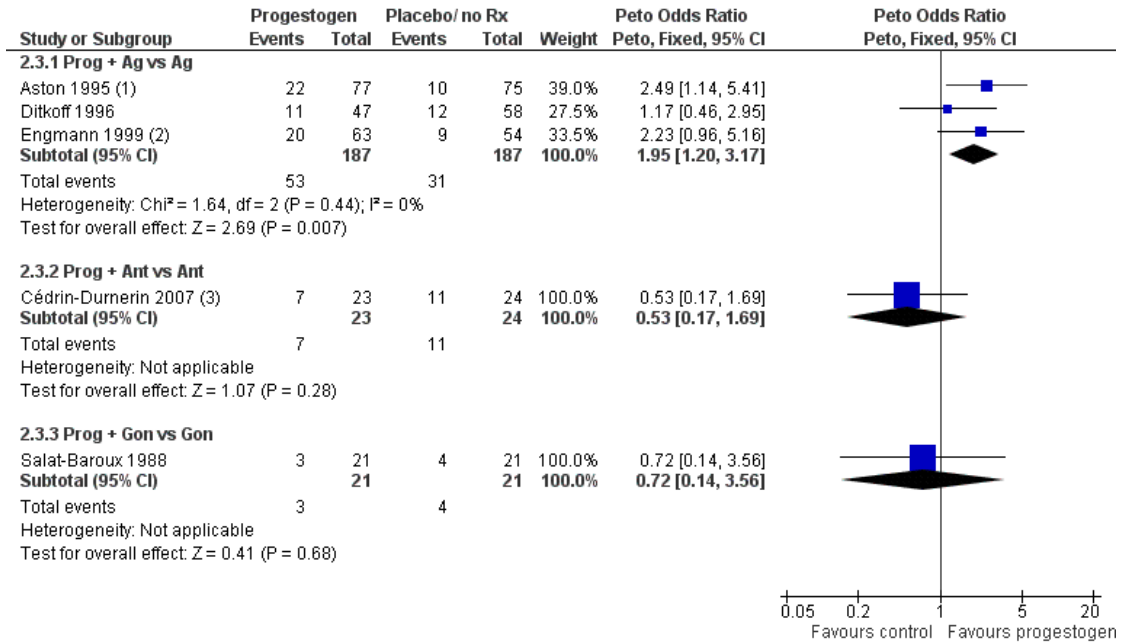 Progestogen Placebo/ no Rx Peto Odds Ratio Peto Odds Ratio
Study or Subgroup Events Total Events Total Weight Peto, Fixed, 95% CI Peto, Fixed, 95% CI
2.3.1 Prog + Ag vs Ag
Aston 1995 (1) 22 77 10 75 39.0% 2.49 [1.14, 5.41]
Ditkoff 1996 11 47 12 58 27.5% 1.17 [0.46, 2.95]
Engmann 1999 (2) 20 63 9 54 33.5% 2.23 [0.96, 5.16]
Subtotal (95% CI) 187 187 100.0% 1.95 [1.20, 3.17]
Total events 53 31
Heterogeneity: Chi² = 1.64, df = 2 (P = 0.44); I² = 0%
Test for overall effect: Z = 2.69 (P = 0.007)
2.3.2 Prog + Ant vs Ant
Cédrin-Durnerin 2007 (3) 7 23 11 24 100.0% 0.53 [0.17, 1.69]
Subtotal (95% CI) 23 24 100.0% 0.53 [0.17, 1.69]
Total events 7 11
Heterogeneity: Not applicable
Test for overall effect: Z = 1.07 (P = 0.28)
2.3.3 Prog + Gon vs Gon
Salat-Baroux 1988 3 21 4 21 100.0% 0.72 [0.14, 3.56]
Subtotal (95% CI) 21 21 100.0% 0.72 [0.14, 3.56]
Total events 3 4
Heterogeneity: Not applicable
Test for overall effect: Z = 0.41 (P = 0.68)
0.05 0.2 1 5 20
Favours control Favours progestogen